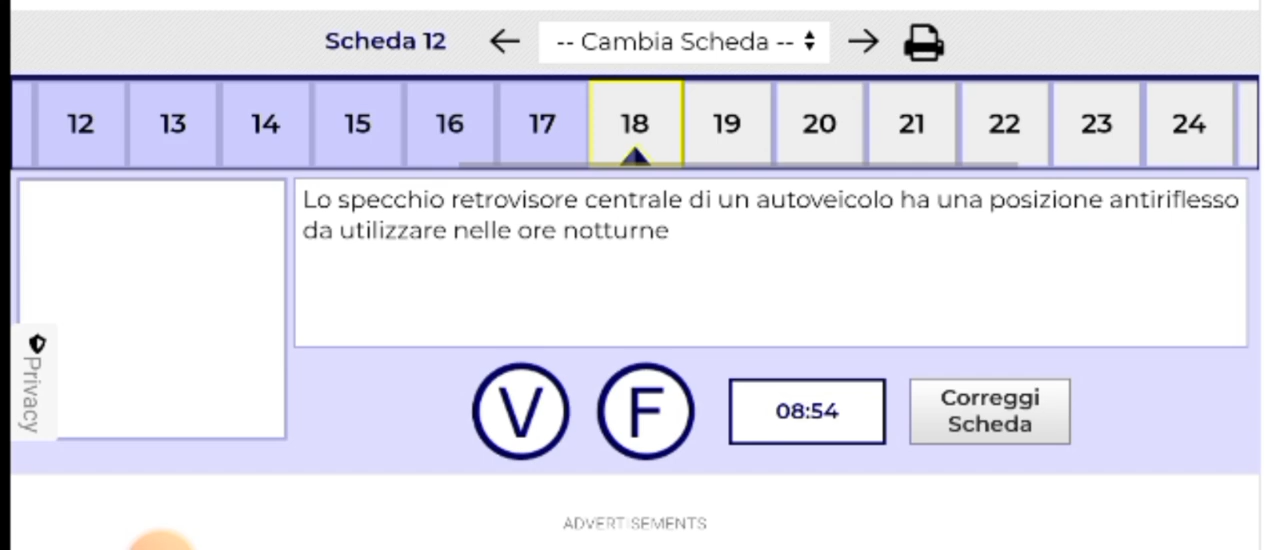 Scheda 12 -- Cambia Scheda --
12 13 14 15 16 17 18 19 20 21 22 23 24
Lo specchio retrovisore centrale di un autoveicolo ha una posizione antiriflesso
da utilizzare nelle ore notturne
Privacy
V F 08:54 Correggi
Scheda
ADVERTISEMENTS